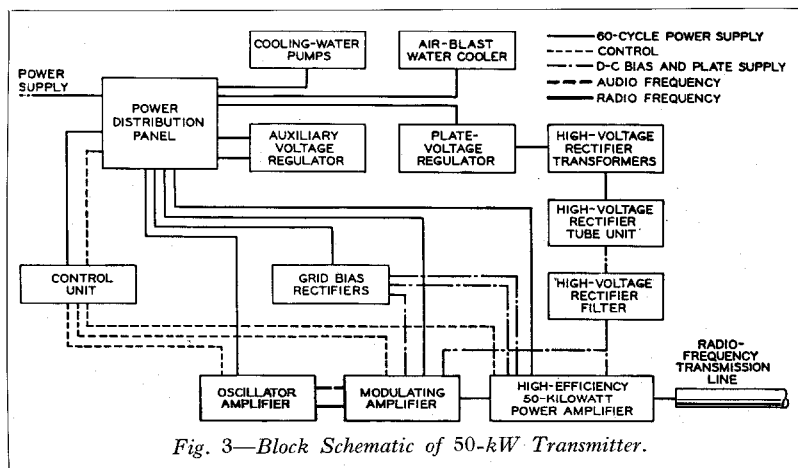 COOLING-WATER
PUMPS
AIR-BLAST
WATER COOLER
60-CYCLE POWER SUPPLY
CONTROL
D-C BIAS AND PLATE SUPPLY
AUDIO FREQUENCY
RADIO FREQUENCY
POWER
SUPPLY
POWER
DISTRIBUTION
PANEL
AUXILIARY
VOLTAGE
REGULATOR
PLATE-
VOLTAGE
REGULATOR
HIGH-VOLTAGE
RECTIFIER
TRANSFORMERS
HIGH-VOLTAGE
RECTIFIER
TUBE UNIT
CONTROL
UNIT
GRID BIAS
RECTIFIERS
HIGH-VOLTAGE
RECTIFIER
FILTER
RADIO-
FREQUENCY
TRANSMISSION
LINE
OSCILLATOR
AMPLIFIER
MODULATING
AMPLIFIER
HIGH-EFFICIENCY
50-KILOWATT
POWER AMPLIFIER
Fig. 3—Block Schematic of 50-kW Transmitter.